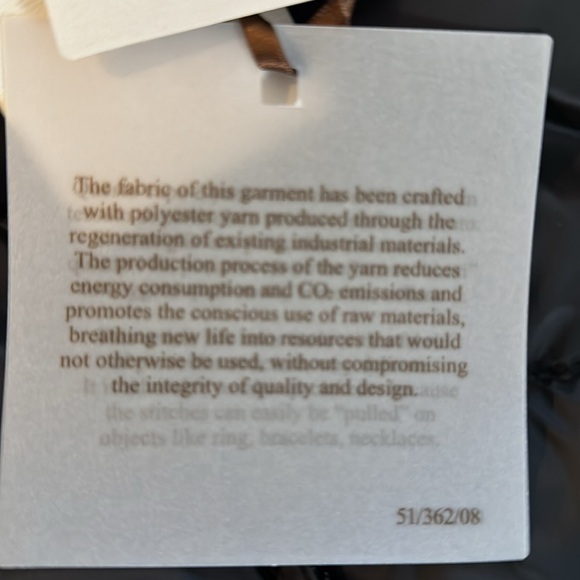 The fabric of this garment has been crafted
with polyester yarn produced through the
regeneration of existing industrial materials.
The production process of the yarn reduces
energy consumption and CO₂ emissions and
promotes the conscious use of raw materials,
breathing new life into resources that would
not otherwise be used, without compromising
the integrity of quality and design.
the stitches can easily be "pulled" on
objects like ring, bracelets, necklaces.
51/362/08